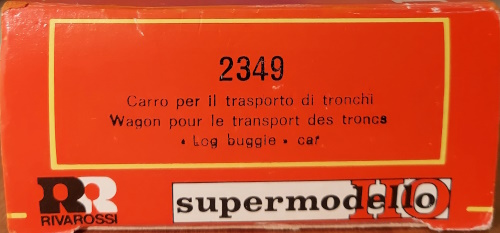 2349
Carro per il trasporto di tronchi
Wagon pour le transport des troncs
• Log buggie • car
RR
RIVAROSSI
supermodello HO